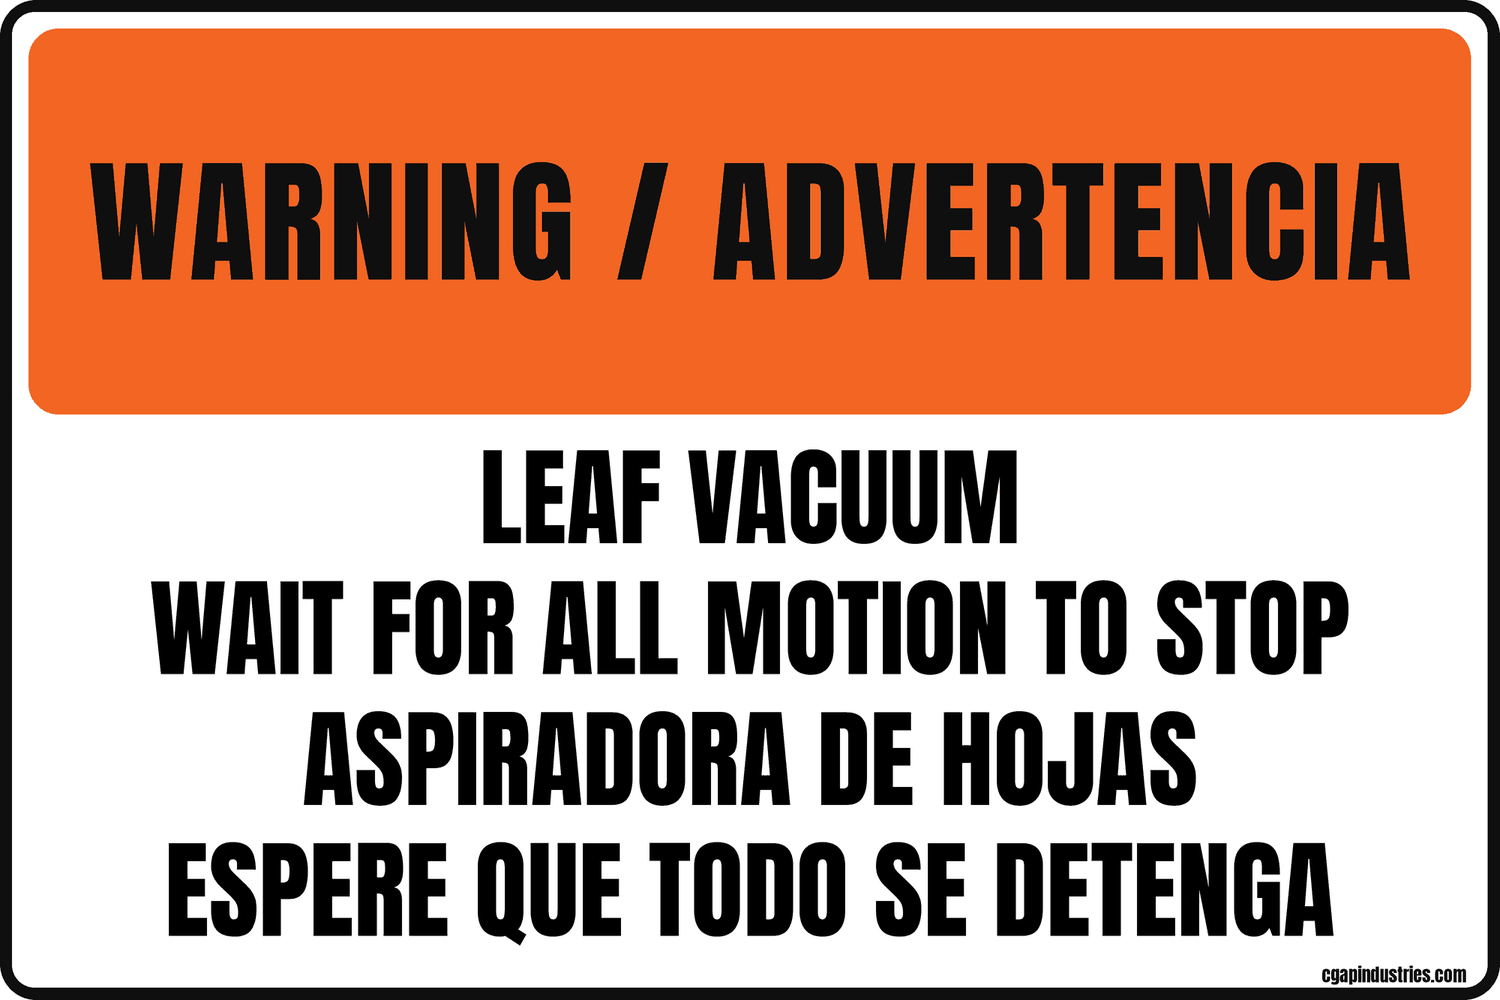 WARNING / ADVERTENCIA
LEAF VACUUM
WAIT FOR ALL MOTION TO STOP
ASPIRADORA DE HOJAS
ESPERE QUE TODO SE DETENGA
cgapindustries.com